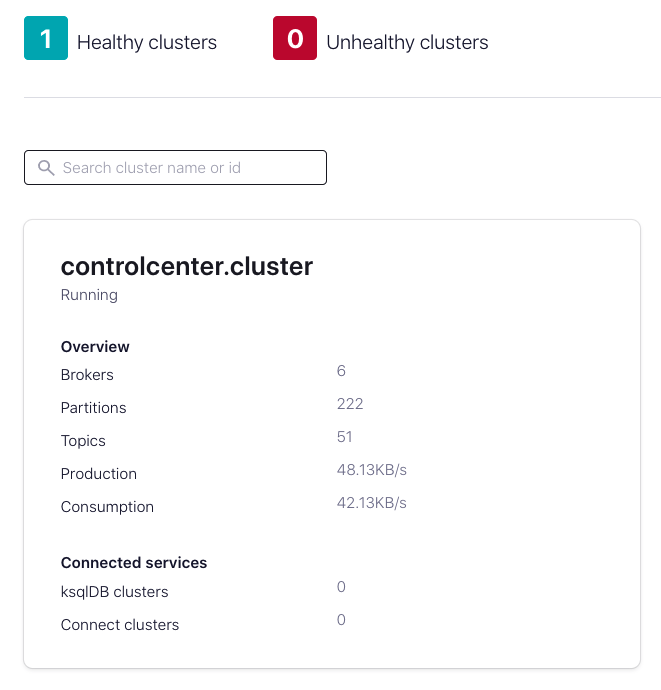 1 Healthy clusters 0 Unhealthy clusters
Search cluster name or id
controlcenter.cluster
Running
Overview
Brokers 6
Partitions 222
Topics 51
Production 48.13KB/s
Consumption 42.13KB/s
Connected services
ksqlDB clusters 0
Connect clusters 0